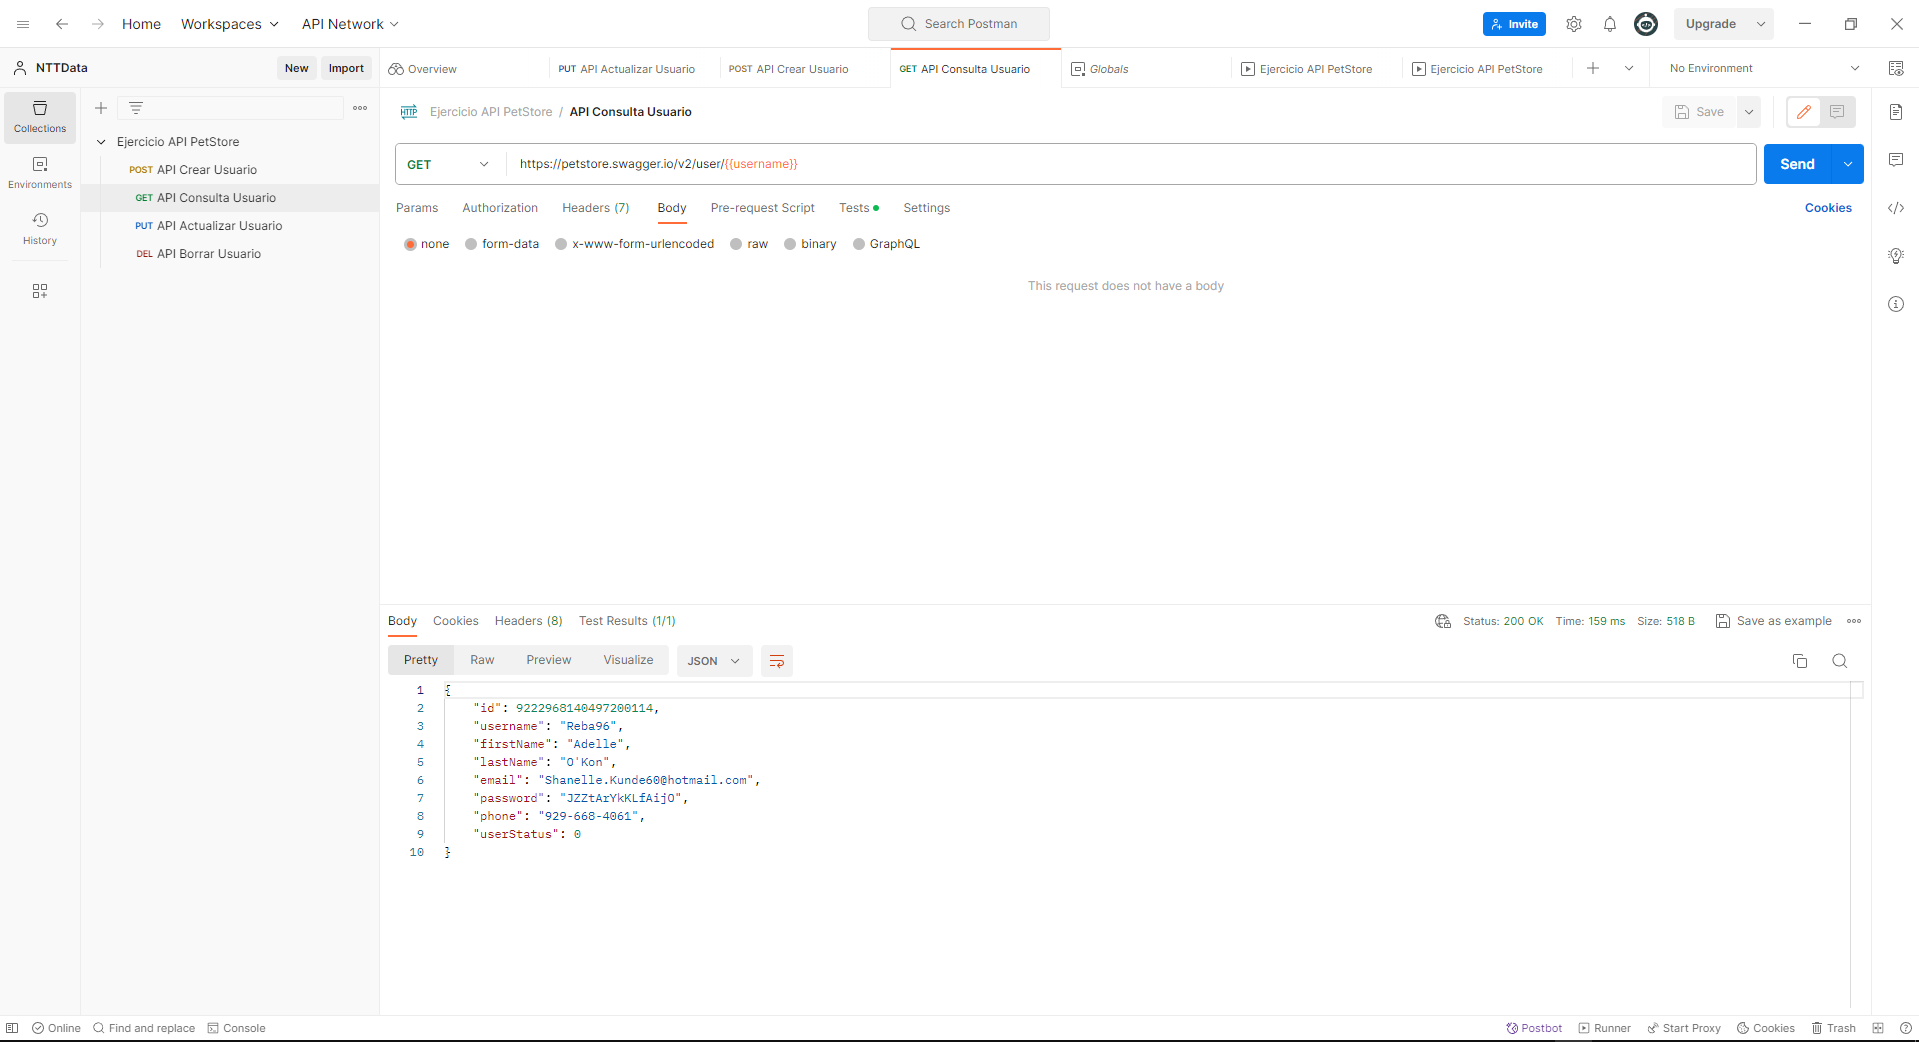 Home Workspaces API Network Search Postman Invite Upgrade
NTTData New Import Overview PUT API Actualizar Usuario POST API Crear Usuario GET API Consulta Usuario Globals Ejercicio API PetStore Ejercicio API PetStore No Environment
Collections
Environments
History
Ejercicio API PetStore
POST API Crear Usuario
GET API Consulta Usuario
PUT API Actualizar Usuario
DEL API Borrar Usuario
HTTP Ejercicio API PetStore / API Consulta Usuario Save
GET https://petstore.swagger.io/v2/user/{{username}} Send
Params Authorization Headers (7) Body Pre-request Script Tests Settings Cookies
none form-data x-www-form-urlencoded raw binary GraphQL
This request does not have a body
Body Cookies Headers (8) Test Results (1/1) Status: 200 OK Time: 159 ms Size: 518 B Save as example
Pretty Raw Preview Visualize JSON
1 {
2 "id": 9222968140497200114,
3 "username": "Reba96",
4 "firstName": "Adelle",
5 "lastName": "O'Kon",
6 "email": "Shanelle.Kunde60@hotmail.com",
7 "password": "JZZtArYkKLfAijO",
8 "phone": "929-668-4061",
9 "userStatus": 0
10 }
Online Find and replace Console Postbot Runner Start Proxy Cookies Trash